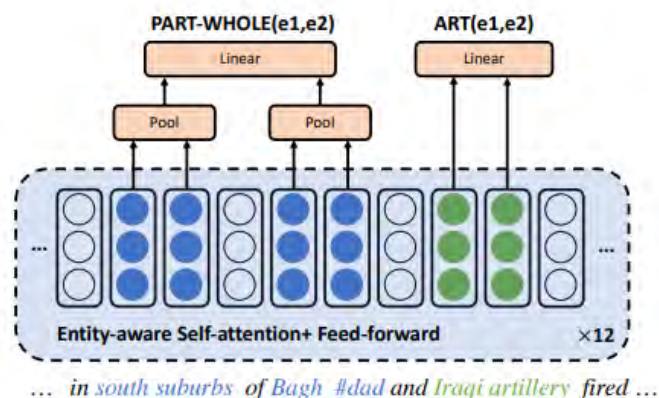 PART-WHOLE(e1,e2) ART(e1,e2)
Linear Linear
Pool Pool
... ...
Entity-aware Self-attention+ Feed-forward ×12
... in south suburbs of Bagh #dad and Iraqi artillery fired ...